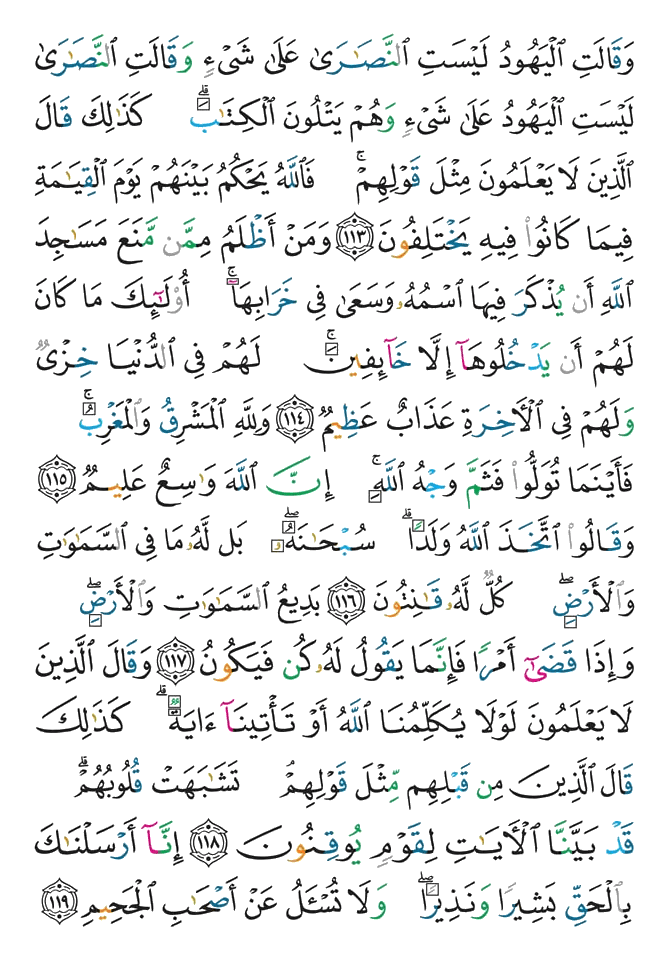 وَقَالَتِ ٱلْيَهُودُ لَيْسَتِ ٱلنَّصَٰرَىٰ عَلَىٰ شَىْءٍ وَقَالَتِ ٱلنَّصَٰرَىٰ
لَيْسَتِ ٱلْيَهُودُ عَلَىٰ شَىْءٍ وَهُمْ يَتْلُونَ ٱلْكِتَٰبَ ۗ كَذَٰلِكَ قَالَ
ٱلَّذِينَ لَا يَعْلَمُونَ مِثْلَ قَوْلِهِمْ ۚ فَٱللَّهُ يَحْكُمُ بَيْنَهُمْ يَوْمَ ٱلْقِيَٰمَةِ
فِيمَا كَانُوا۟ فِيهِ يَخْتَلِفُونَ ﴿١١٣﴾ وَمَنْ أَظْلَمُ مِمَّن مَّنَعَ مَسَٰجِدَ
ٱللَّهِ أَن يُذْكَرَ فِيهَا ٱسْمُهُۥ وَسَعَىٰ فِى خَرَابِهَآ ۚ أُو۟لَٰٓئِكَ مَا كَانَ
لَهُمْ أَن يَدْخُلُوهَآ إِلَّا خَآئِفِينَ ۚ لَهُمْ فِى ٱلدُّنْيَا خِزْىٌ
وَلَهُمْ فِى ٱلْـَٔاخِرَةِ عَذَابٌ عَظِيمٌ ﴿١١٤﴾ وَلِلَّهِ ٱلْمَشْرِقُ وَٱلْمَغْرِبُ ۚ
فَأَيْنَمَا تُوَلُّوا۟ فَثَمَّ وَجْهُ ٱللَّهِ ۚ إِنَّ ٱللَّهَ وَٰسِعٌ عَلِيمٌ ﴿١١٥﴾
وَقَالُوا۟ ٱتَّخَذَ ٱللَّهُ وَلَدًا ۗ سُبْحَٰنَهُۥ ۖ بَل لَّهُۥ مَا فِى ٱلسَّمَٰوَٰتِ
وَٱلْأَرْضِ ۖ كُلٌّ لَّهُۥ قَٰنِتُونَ ﴿١١٦﴾ بَدِيعُ ٱلسَّمَٰوَٰتِ وَٱلْأَرْضِ ۖ
وَإِذَا قَضَىٰٓ أَمْرًا فَإِنَّمَا يَقُولُ لَهُۥ كُن فَيَكُونُ ﴿١١٧﴾ وَقَالَ ٱلَّذِينَ
لَا يَعْلَمُونَ لَوْلَا يُكَلِّمُنَا ٱللَّهُ أَوْ تَأْتِينَآ ءَايَةٌ ۗ كَذَٰلِكَ
قَالَ ٱلَّذِينَ مِن قَبْلِهِم مِّثْلَ قَوْلِهِمْ ۘ تَشَٰبَهَتْ قُلُوبُهُمْ ۗ
قَدْ بَيَّنَّا ٱلْـَٔايَٰتِ لِقَوْمٍ يُوقِنُونَ ﴿١١٨﴾ إِنَّآ أَرْسَلْنَٰكَ
بِٱلْحَقِّ بَشِيرًا وَنَذِيرًا ۖ وَلَا تُسْـَٔلُ عَنْ أَصْحَٰبِ ٱلْجَحِيمِ ﴿١١٩﴾